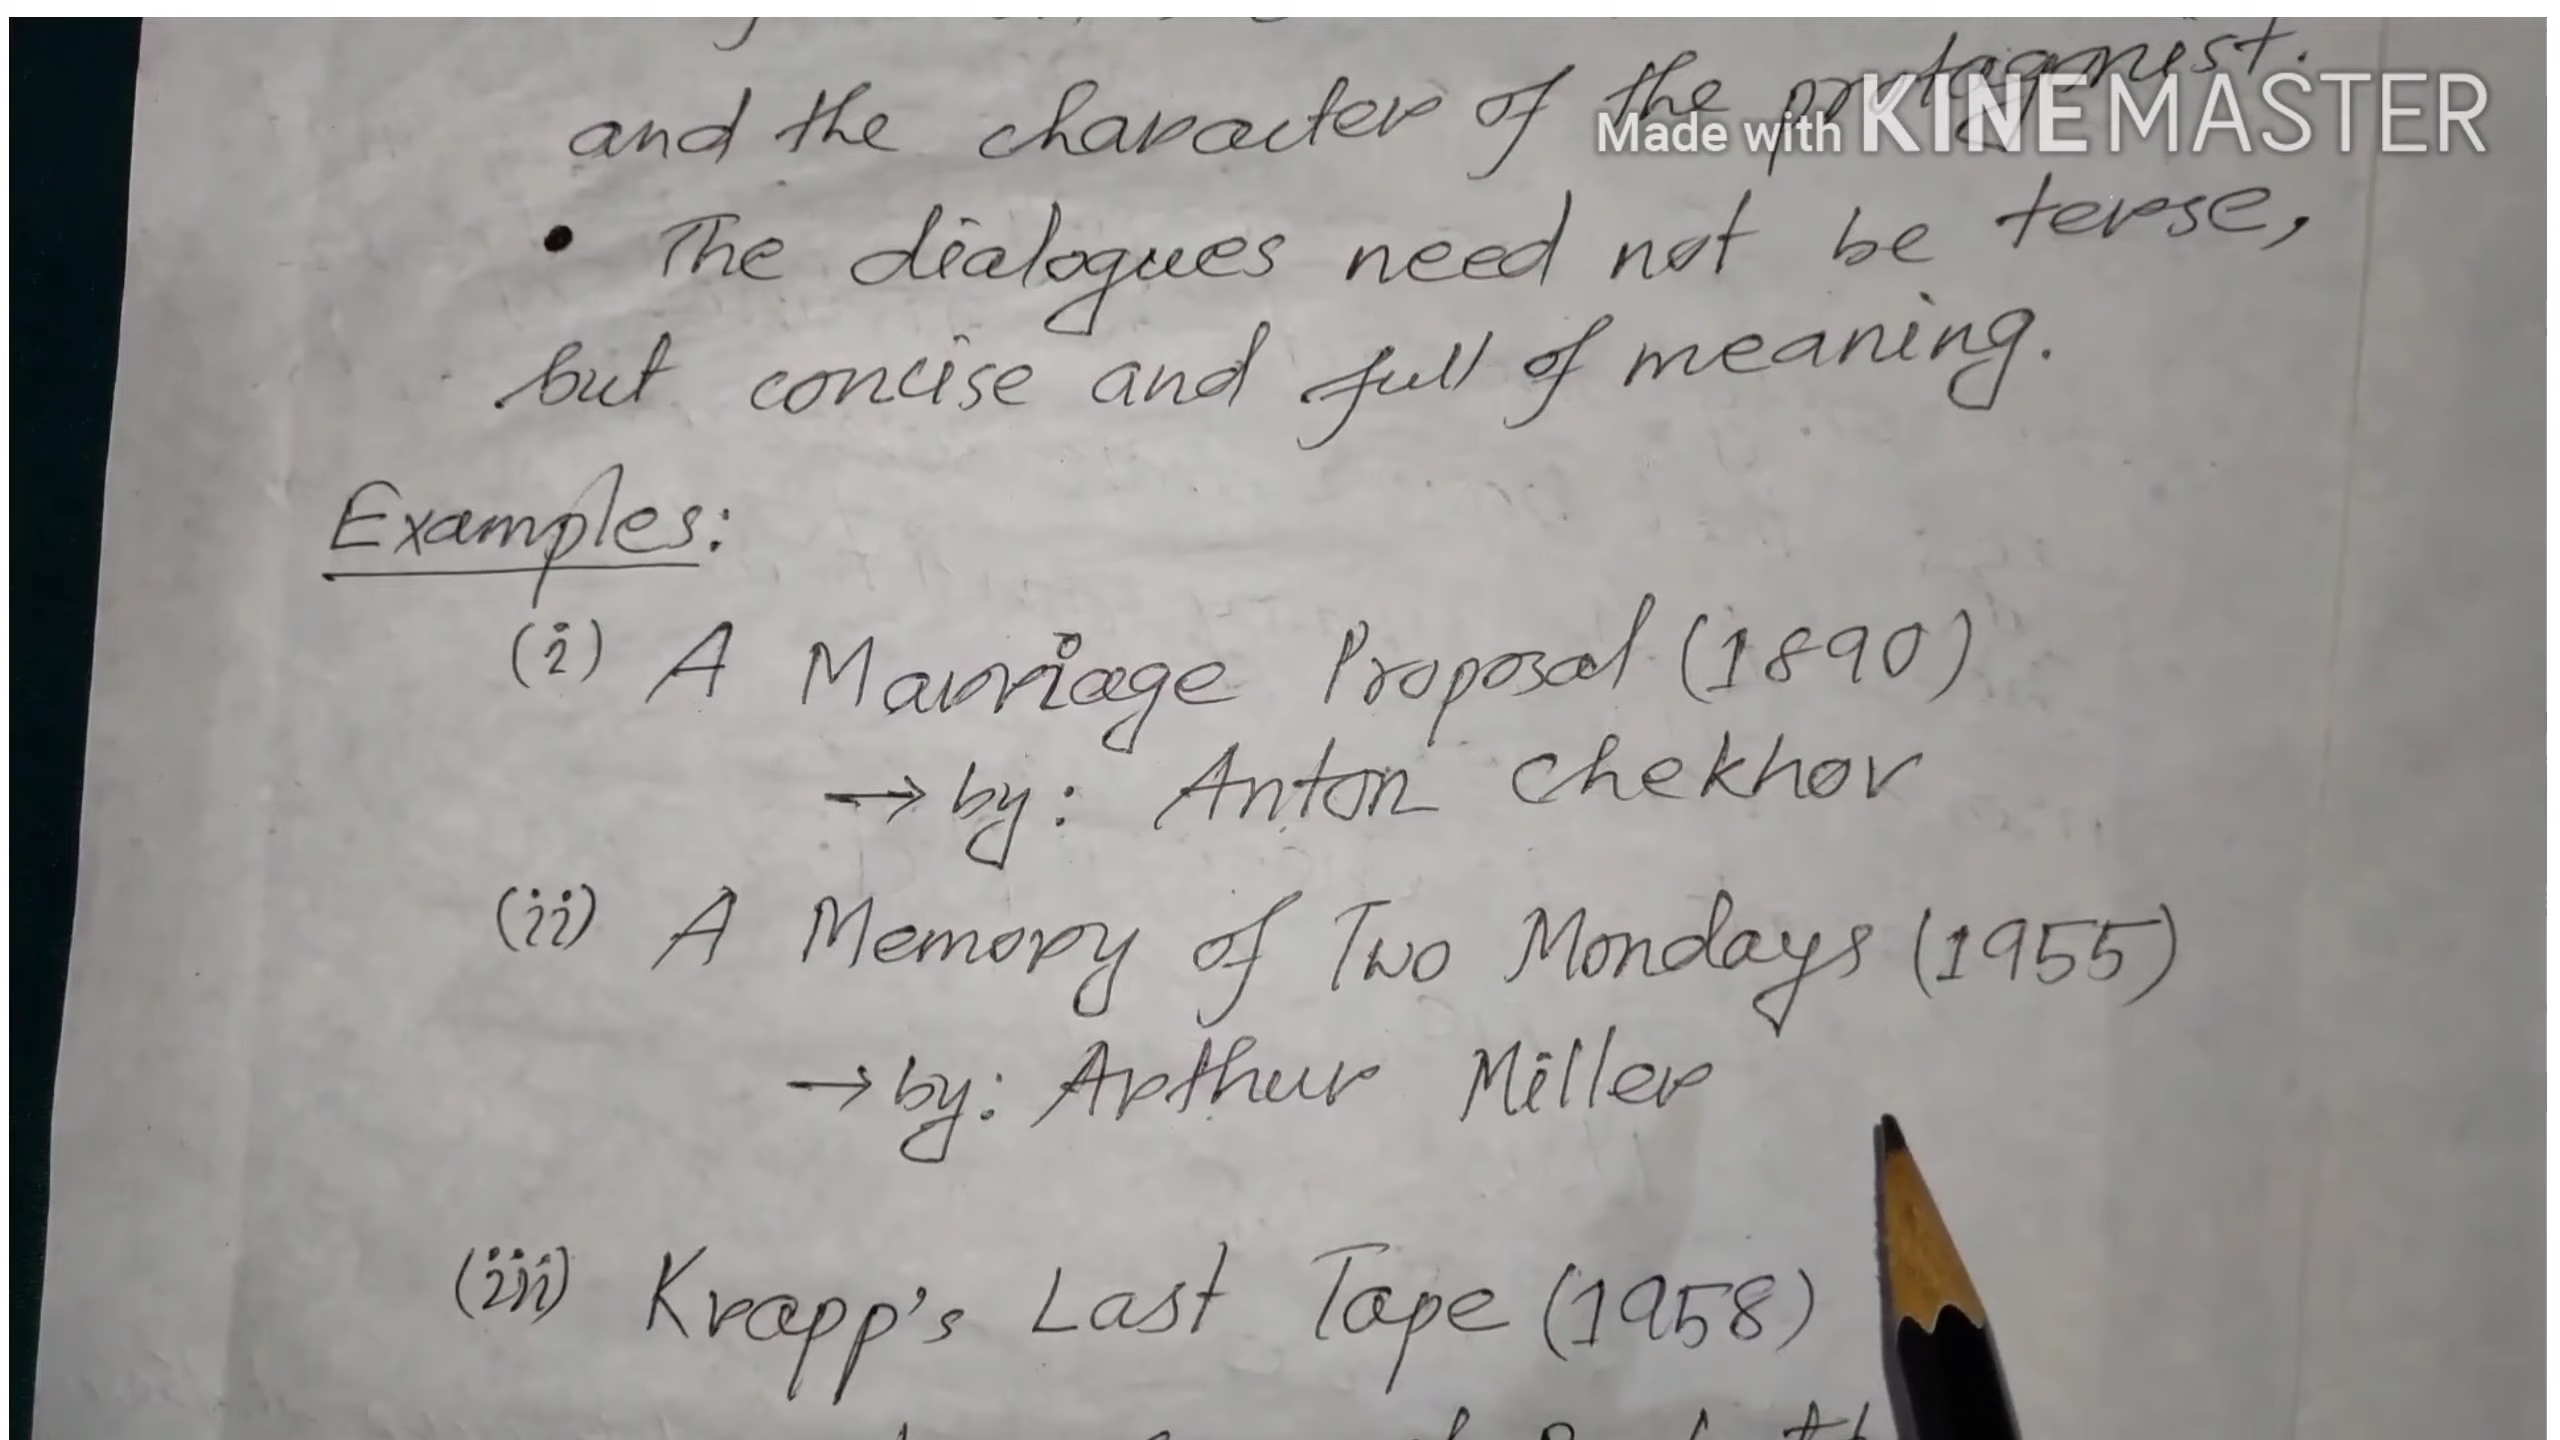 and the character of the protagonist.
Made with KINEMASTER
• The dialogues need not be terse,
but concise and full of meaning.
Examples:
(i) A Marriage Proposal (1890)
→ by: Anton Chekhov
(ii) A Memory of Two Mondays (1955)
→ by: Arthur Miller
(iii) Krapp's Last Tape (1958)